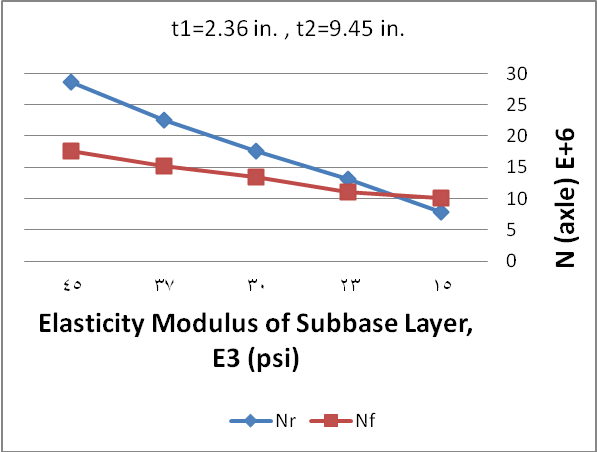 t1=2.36 in. , t2=9.45 in.
30
25
20
15
10
5
0
N (axle) E+6
٤٥ ٣٧ ٣٠ ٢٣ ١٥
Elasticity Modulus of Subbase Layer,
E3 (psi)
Nr Nf